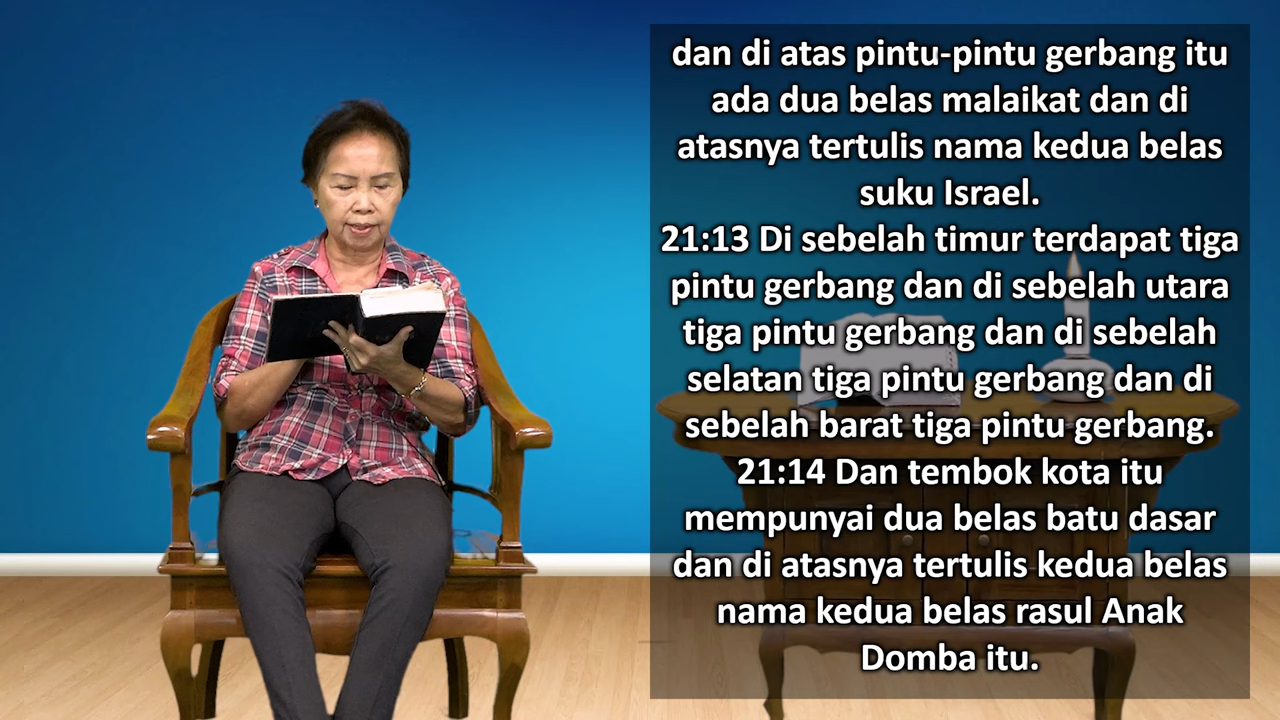 dan di atas pintu-pintu gerbang itu
ada dua belas malaikat dan di
atasnya tertulis nama kedua belas
suku Israel.
21:13 Di sebelah timur terdapat tiga
pintu gerbang dan di sebelah utara
tiga pintu gerbang dan di sebelah
selatan tiga pintu gerbang dan di
sebelah barat tiga pintu gerbang.
21:14 Dan tembok kota itu
mempunyai dua belas batu dasar
dan di atasnya tertulis kedua belas
nama kedua belas rasul Anak
Domba itu.